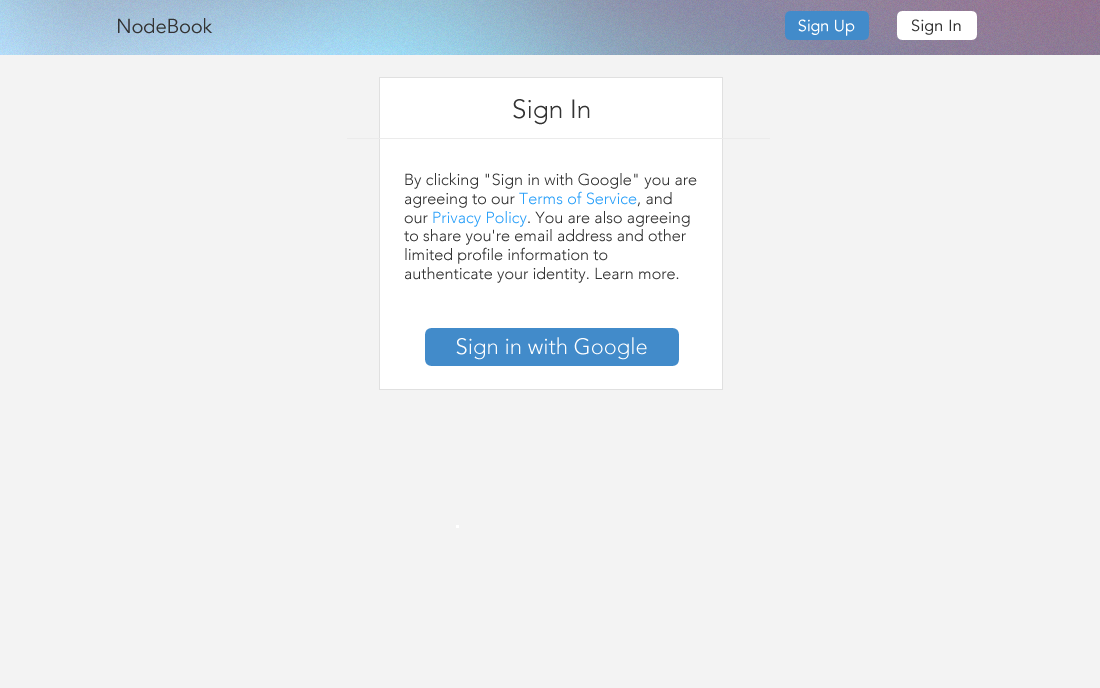 NodeBook
Sign Up
Sign In
Sign In
By clicking "Sign in with Google" you are
agreeing to our Terms of Service, and
our Privacy Policy. You are also agreeing
to share you're email address and other
limited profile information to
authenticate your identity. Learn more.
Sign in with Google